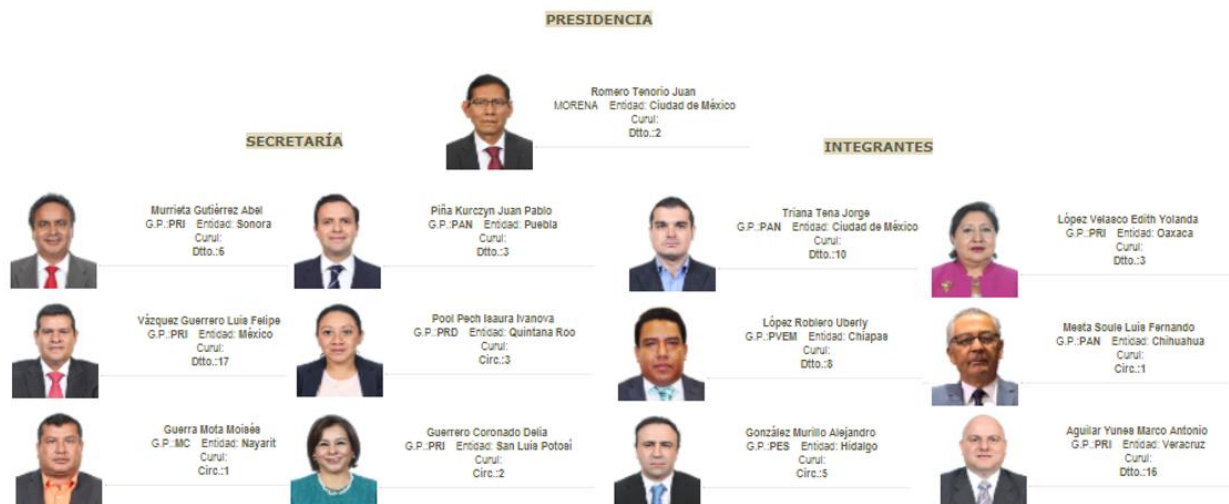 PRESIDENCIA
Romero Tenorio Juan
MORENA Entidad: Ciudad de México
Curul:
Dtto.:2
SECRETARÍA
Murrieta Gutiérrez Abel
G.P.:PRI Entidad: Sonora
Curul:
Dtto.:6
Piña Kurczyn Juan Pablo
G.P.:PAN Entidad: Puebla
Curul:
Dtto.:3
Vázquez Guerrero Luis Felipe
G.P.:PRI Entidad: México
Curul:
Dtto.:17
Pool Pech Isaura Ivanova
G.P.:PRD Entidad: Quintana Roo
Curul:
Circ.:3
Guerra Mota Moisés
G.P.:MC Entidad: Nayarit
Curul:
Circ.:1
Guerrero Coronado Delia
G.P.:PRI Entidad: San Luis Potosí
Curul:
Circ.:2
INTEGRANTES
Triana Tena Jorge
G.P.:PAN Entidad: Ciudad de México
Curul:
Dtto.:10
López Velasco Edith Yolanda
G.P.:PRI Entidad: Oaxaca
Curul:
Dtto.:3
López Roblero Uberly
G.P.:PVEM Entidad: Chiapas
Curul:
Dtto.:8
Mesta Soule Luis Fernando
G.P.:PAN Entidad: Chihuahua
Curul:
Circ.:1
González Murillo Alejandro
G.P.:PES Entidad: Hidalgo
Curul:
Circ.:5
Aguilar Yunes Marco Antonio
G.P.:PRI Entidad: Veracruz
Curul:
Dtto.:16